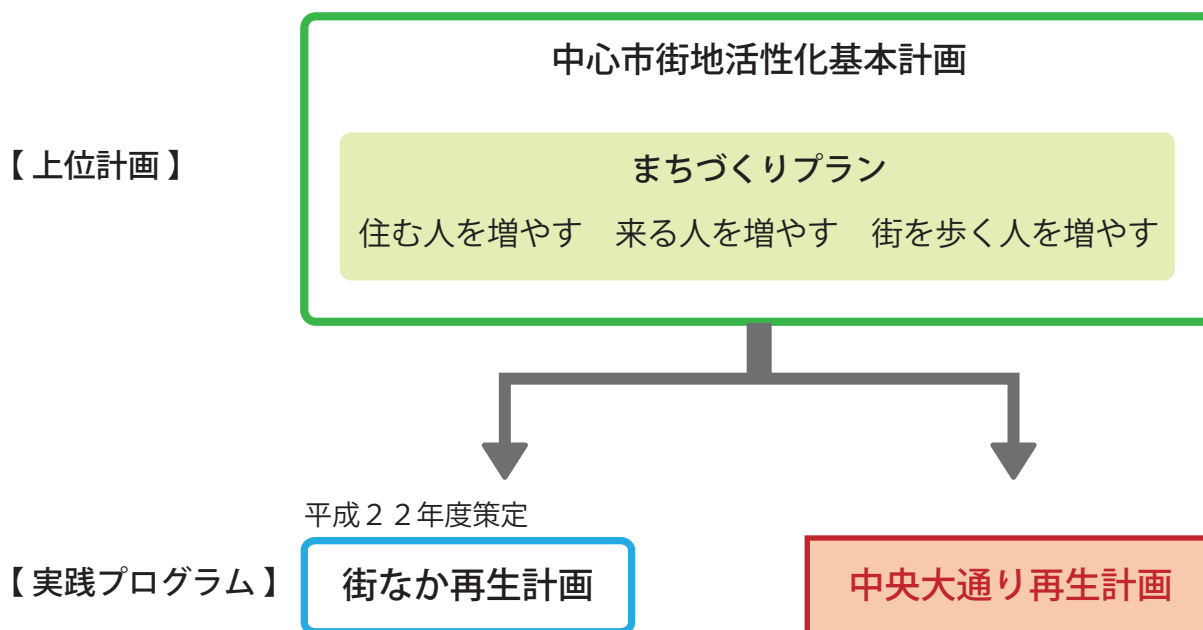 中心市街地活性化基本計画
【 上位計画 】
まちづくりプラン
住む人を増やす　来る人を増やす　街を歩く人を増やす
平成２２年度策定
【 実践プログラム 】
街なか再生計画
中央大通り再生計画